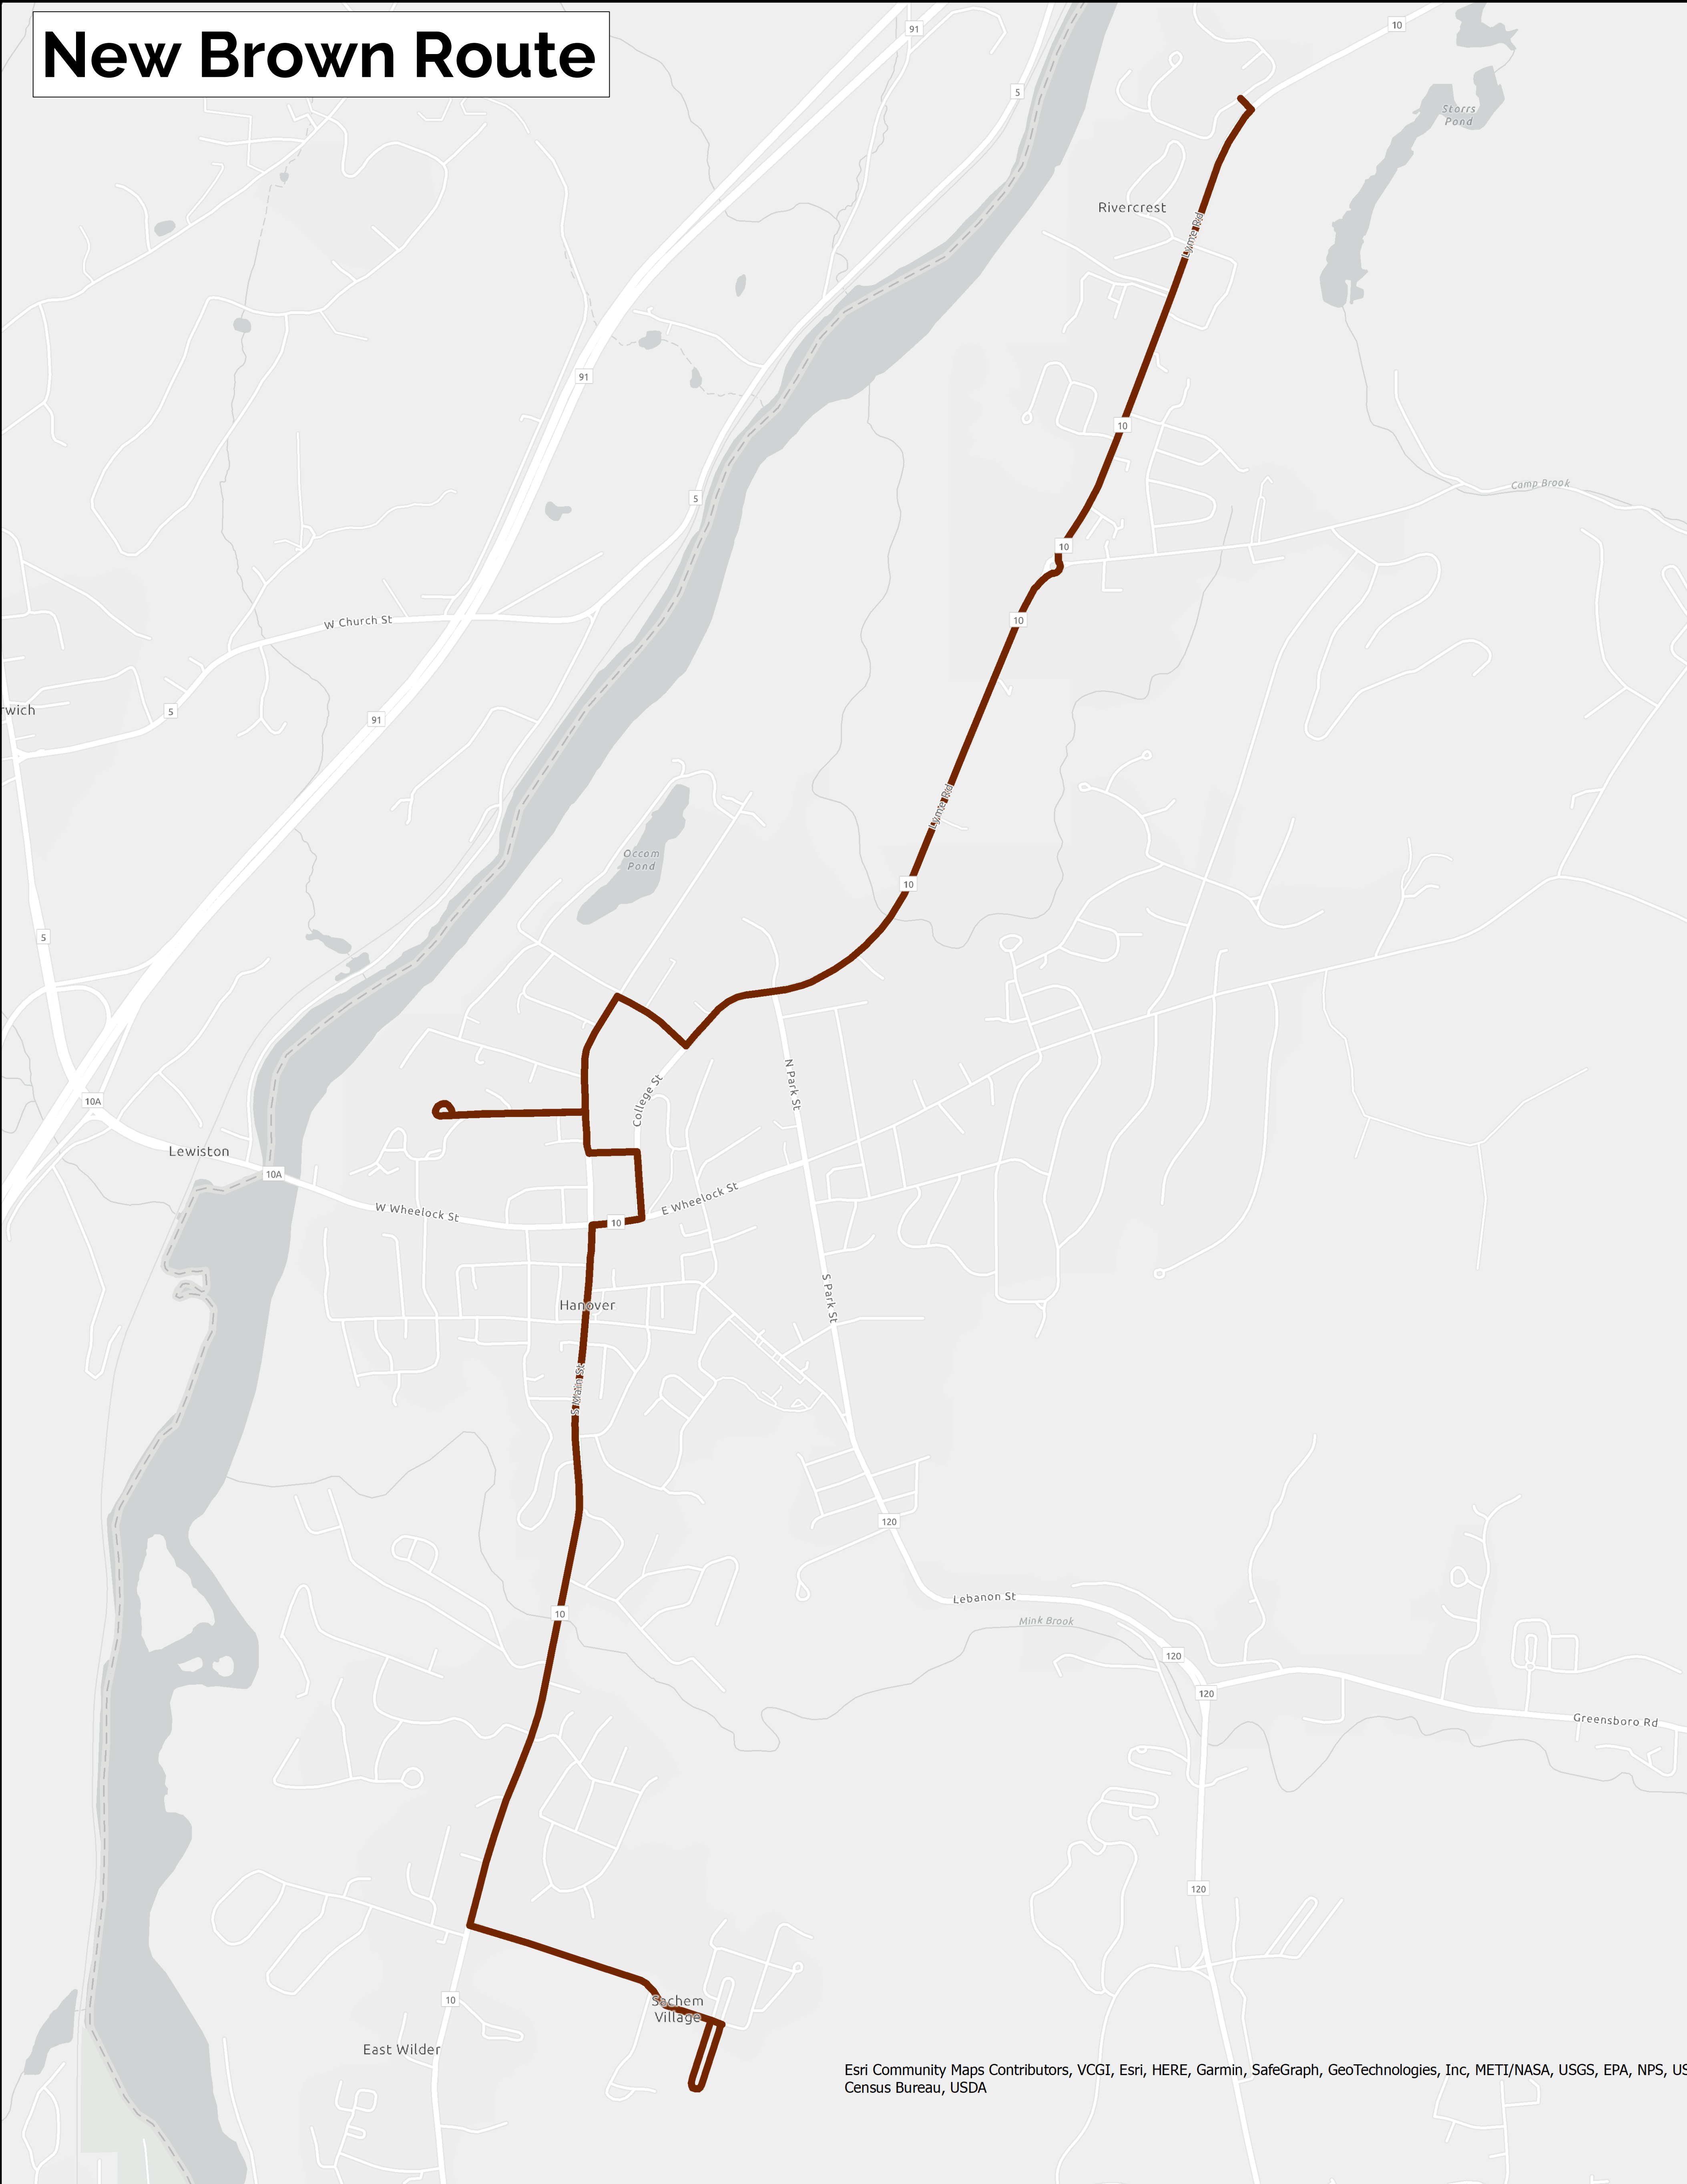 New Brown Route
91
10
5
Storrs
Pond
Rivercrest
Lyme Rd
91
10
5
Camp Brook
10
W Church St
10
rwich
5
91
Lyme Rd
Occom
Pond
10
5
N Park St
College St
10A
Lewiston
10A
W Wheelock St
E Wheelock St
10
S Park St
Hanover
S Main St
120
Lebanon St
10
Mink Brook
120
120
Greensboro Rd
120
10
Sachem
Village
East Wilder
Esri Community Maps Contributors, VCGI, Esri, HERE, Garmin, SafeGraph, GeoTechnologies, Inc, METI/NASA, USGS, EPA, NPS, US
Census Bureau, USDA